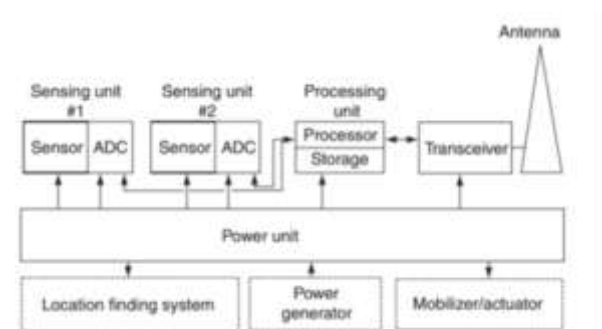 Antenna
Sensing unit
#1
Sensing unit
#2
Processing
unit
Sensor
ADC
Sensor
ADC
Processor
Storage
Transceiver
Power unit
Location finding system
Power
generator
Mobilizer/actuator